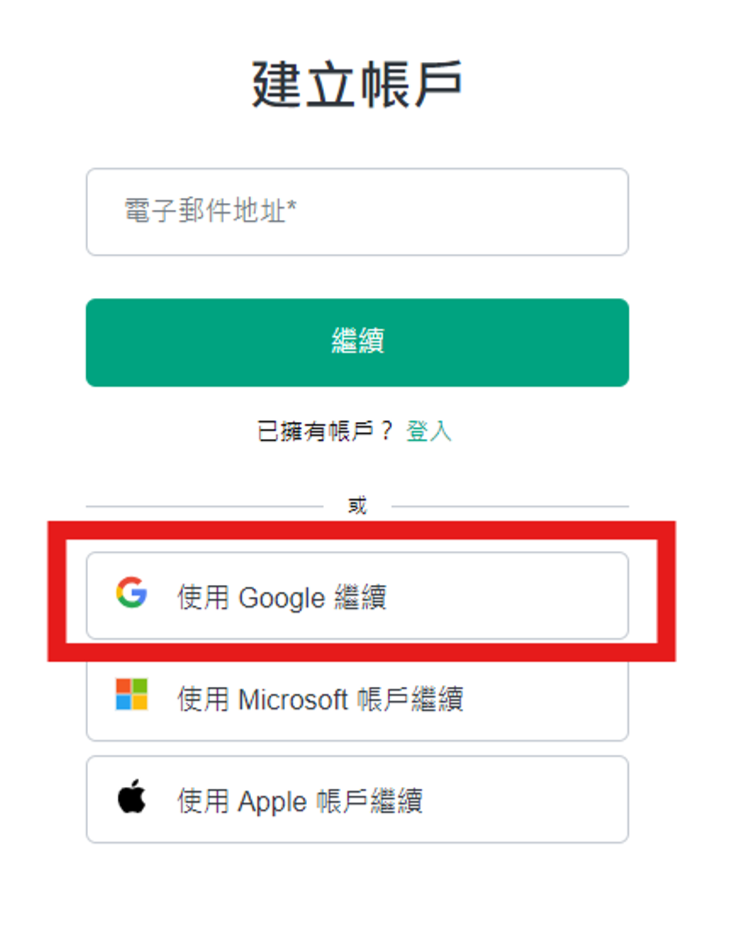 建立帳戶
電子郵件地址*
繼續
已擁有帳戶？ 登入
或
使用 Google 繼續
使用 Microsoft 帳戶繼續
使用 Apple 帳戶繼續